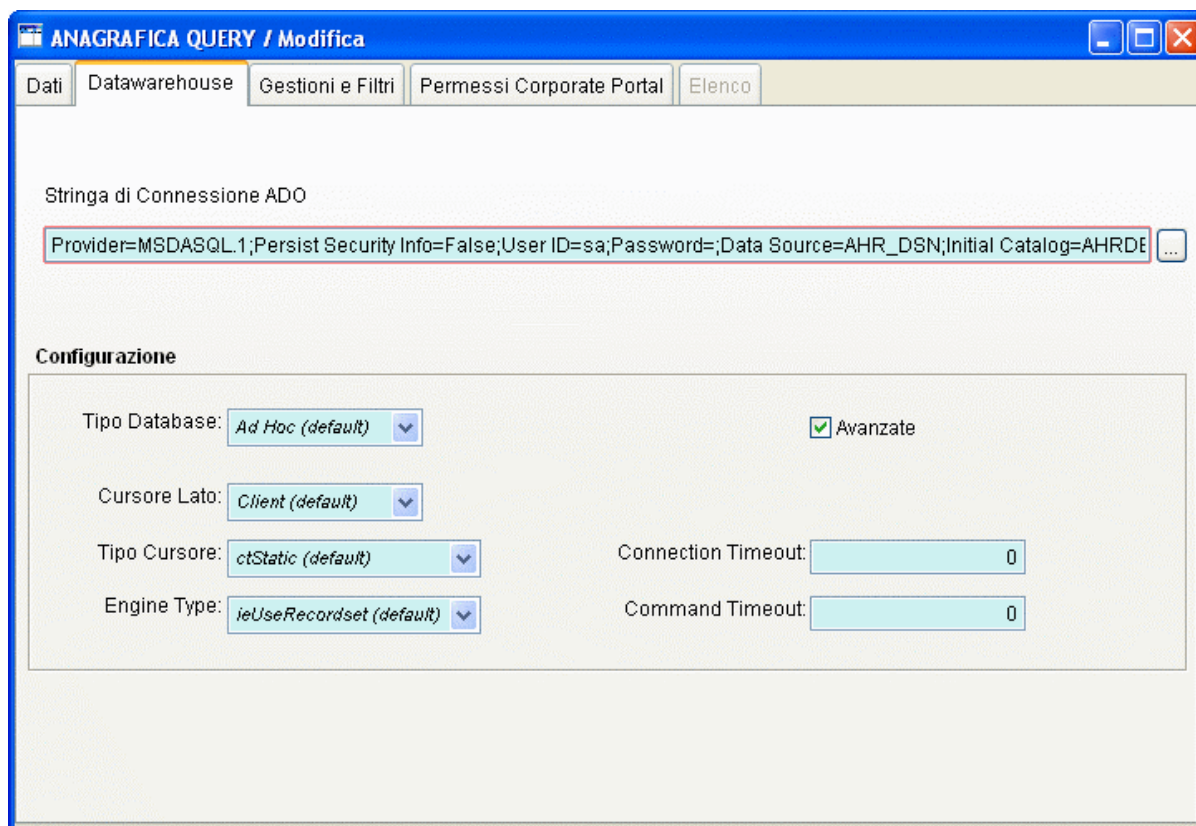 ANAGRAFICA QUERY / Modifica
Dati Datawarehouse Gestioni e Filtri Permessi Corporate Portal Elenco
Stringa di Connessione ADO
Provider=MSDASQL.1;Persist Security Info=False;User ID=sa;Password=;Data Source=AHR_DSN;Initial Catalog=AHRDE ...
Configurazione
Tipo Database: Ad Hoc (default) Avanzate
Cursore Lato: Client (default)
Tipo Cursore: ctStatic (default) Connection Timeout: 0
Engine Type: ieUseRecordset (default) Command Timeout: 0